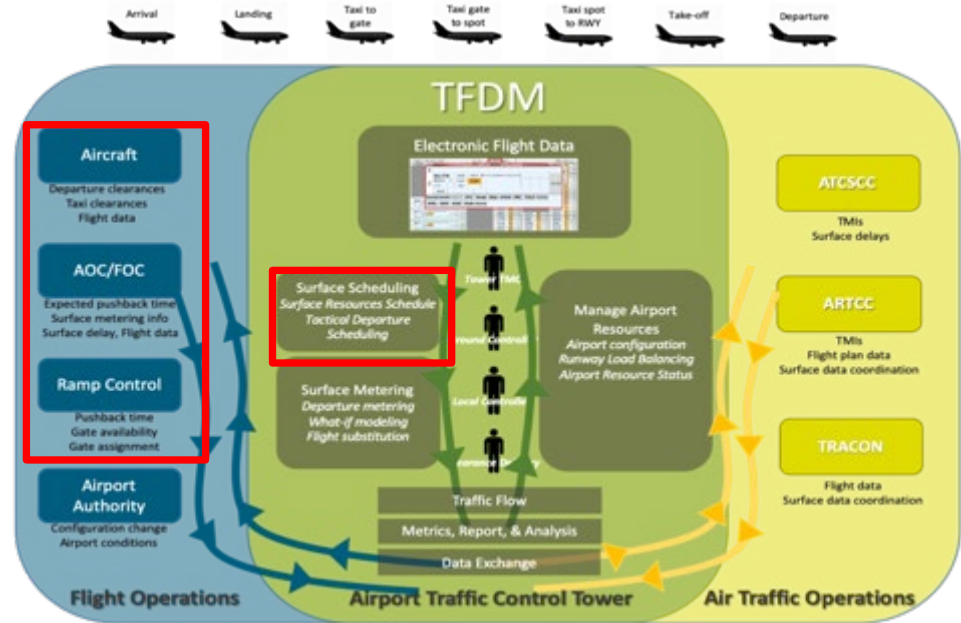 Arrival
Landing
Taxi to
gate
Taxi gate
to spot
Taxi spot
to RWY
Take-off
Departure
TFDM
Aircraft
Departure clearances
Taxi clearances
Flight data
AOC/FOC
Expected pushback time
Surface metering info
Surface delay, Flight data
Ramp Control
Pushback time
Gate availability
Gate assignment
Airport
Authority
Configuration change
Airport conditions
Flight Operations
Electronic Flight Data
Surface Scheduling
Surface Resources Schedule
Tactical Departure
Scheduling
Surface Metering
Departure metering
What-if modeling
Flight substitution
Tower TMC
round Controll
Local Controlle
earance De ery
Manage Airport
Resources
Airport configuration
Runway Load Balancing
Airport Resource Status
Traffic Flow
Metrics, Report, & Analysis
Data Exchange
Airport Traffic Control Tower
ATCSCC
TMIs
Surface delays
ARTCC
TMIs
Flight plan data
Surface data coordination
TRACON
Flight data
Surface data coordination
Air Traffic Operations